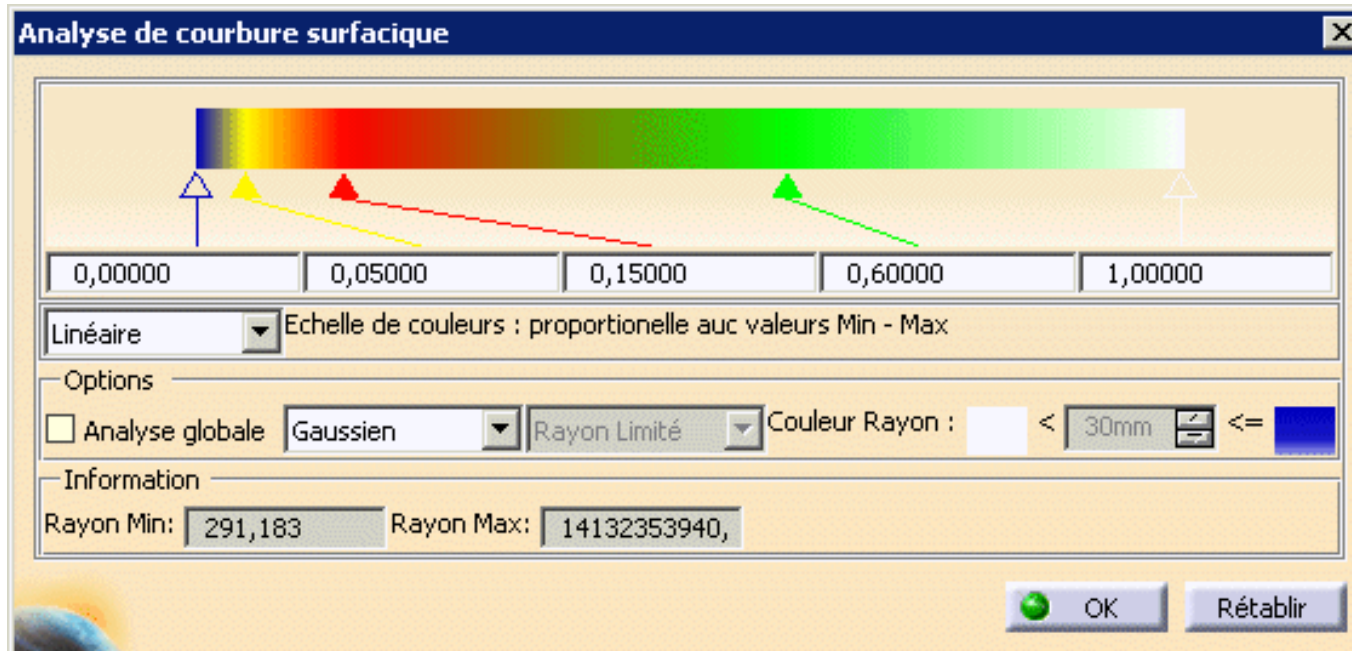 Analyse de courbure surfacique
0,00000 0,05000 0,15000 0,60000 1,00000
Linéaire Echelle de couleurs : proportionelle auc valeurs Min - Max
Options
Analyse globale Gaussien Rayon Limité Couleur Rayon : < 30mm <=
Information
Rayon Min: 291,183 Rayon Max: 14132353940,
OK Rétablir